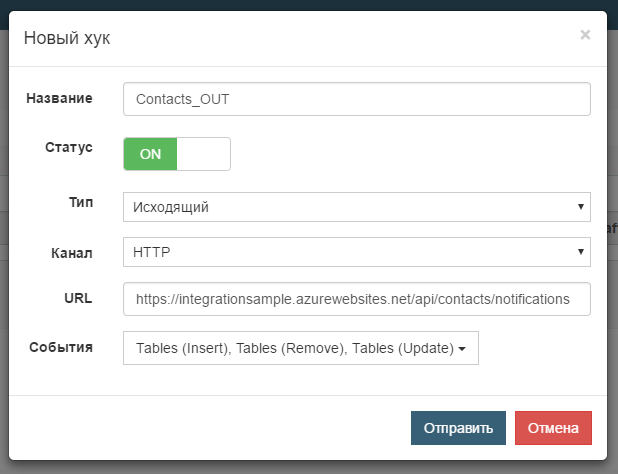 Новый хук ×
Название Contacts_OUT
Статус ON
Тип Исходящий
Канал HTTP
URL https://integrationsample.azurewebsites.net/api/contacts/notifications
События Tables (Insert), Tables (Remove), Tables (Update)
Отправить Отмена